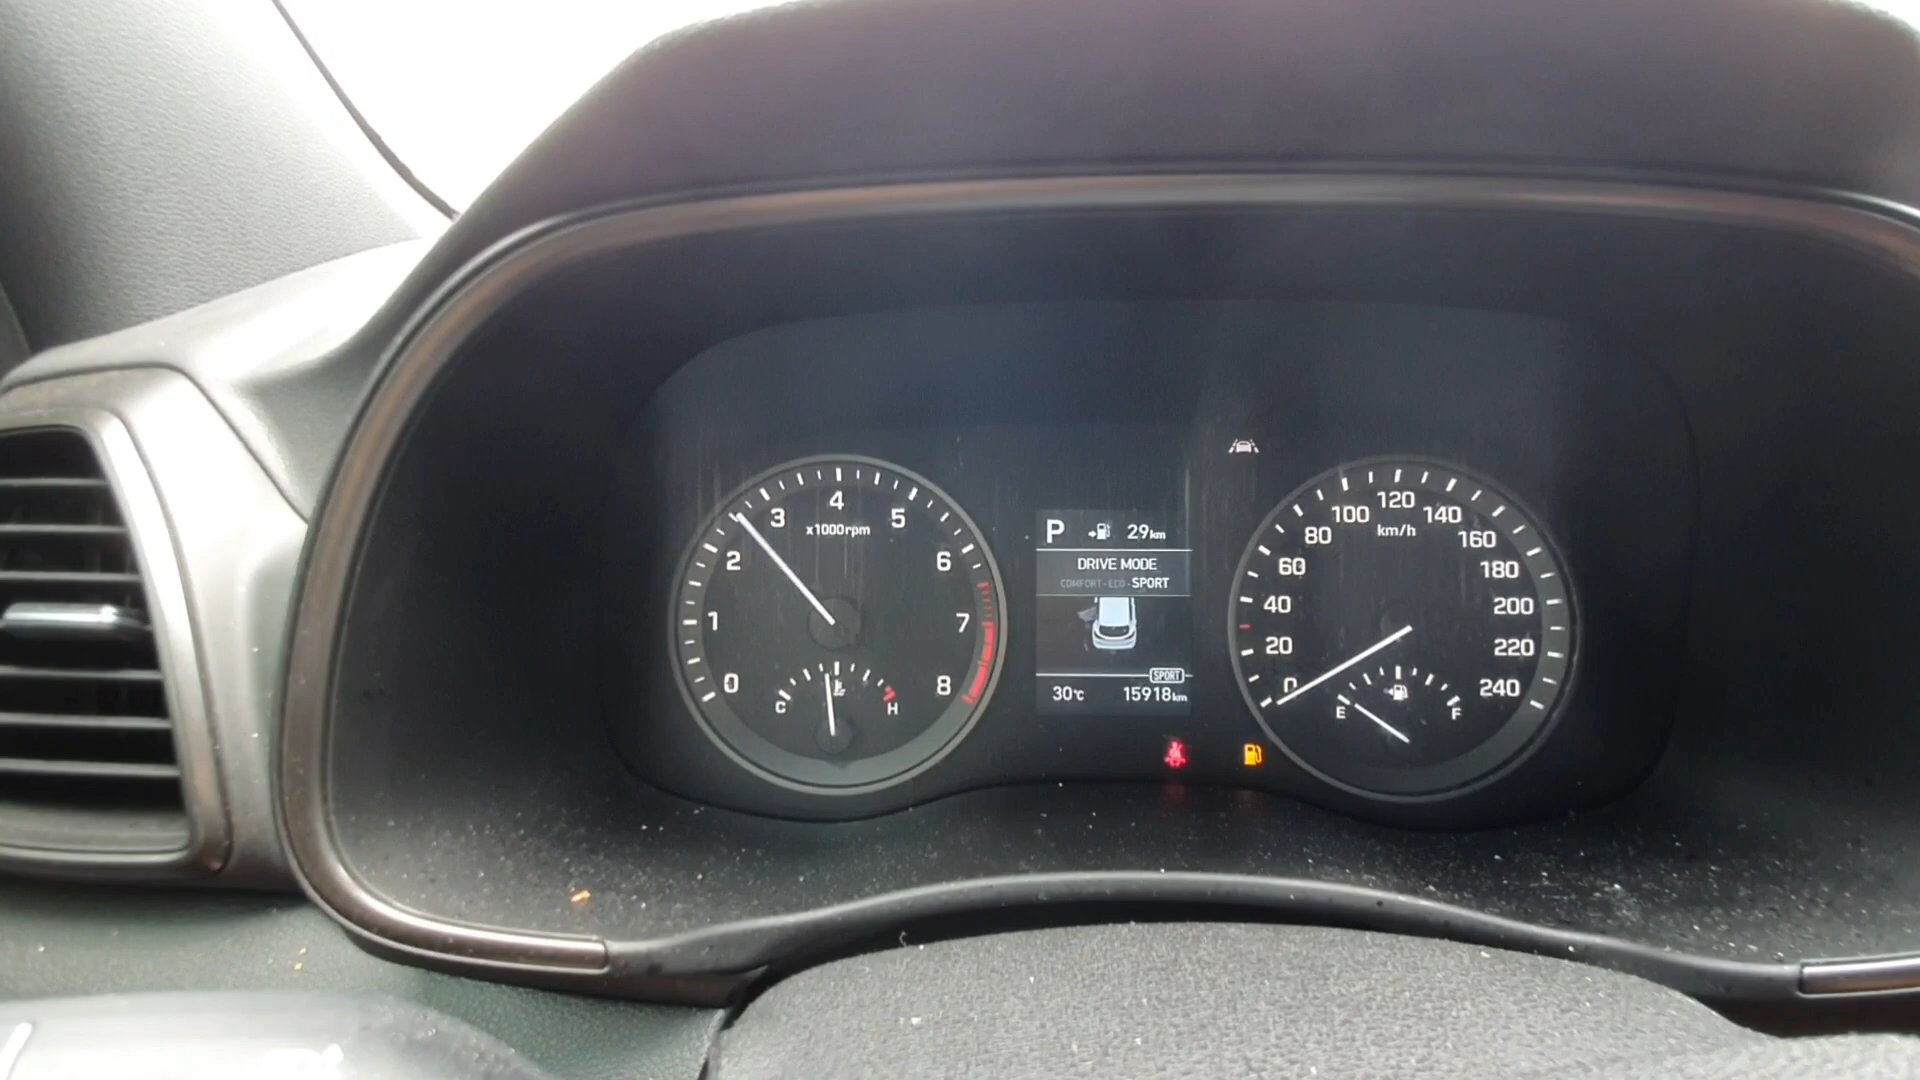 0
1
2
3
4
5
6
7
8
x1000rpm
C
H
P
29km
DRIVE MODE
COMFORT - ECO - SPORT
SPORT
30℃
15918km
0
20
40
60
80
100
120
140
160
180
200
220
240
km/h
E
F